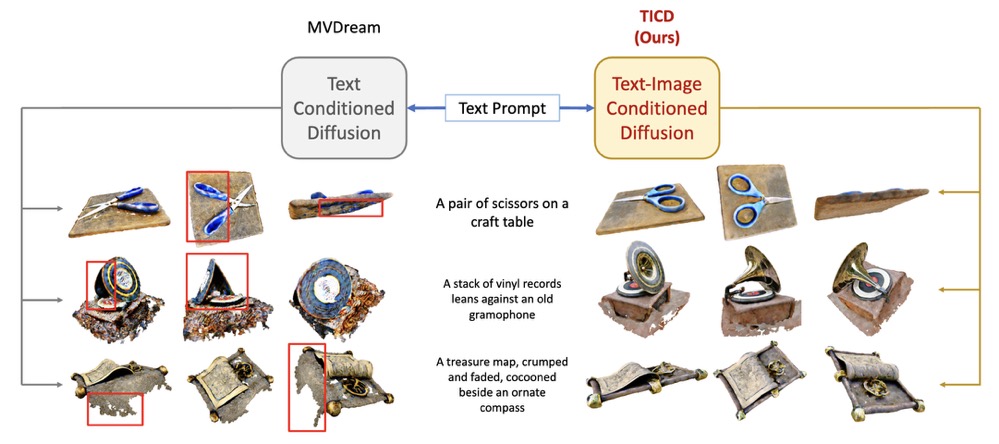 MVDream
TICD
(Ours)
Text
Conditioned
Diffusion
Text Prompt
Text-Image
Conditioned
Diffusion
A pair of scissors on a
craft table
A stack of vinyl records
leans against an old
gramophone
A treasure map, crumped
and faded, cocooned
beside an ornate
compass